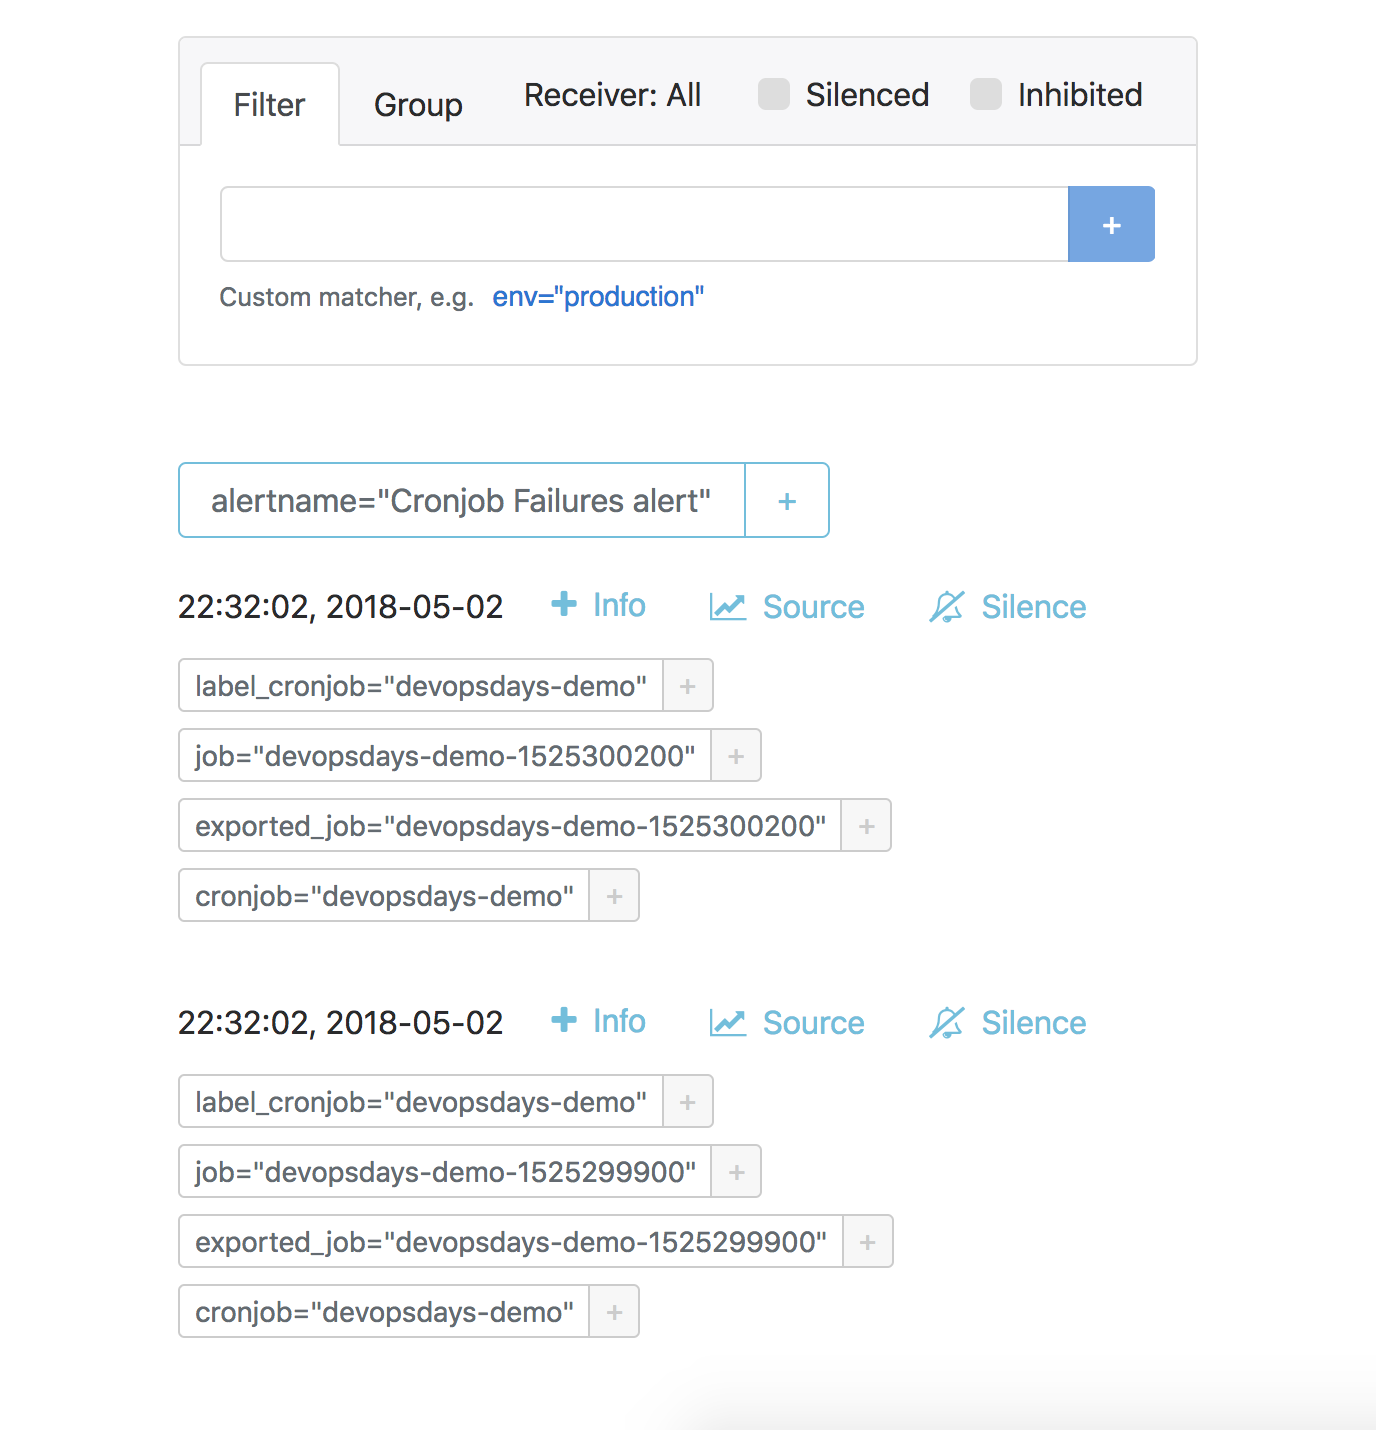 Filter Group Receiver: All Silenced Inhibited
+
Custom matcher, e.g. env="production"
alertname="Cronjob Failures alert" +
22:32:02, 2018-05-02 + Info Source Silence
label_cronjob="devopsdays-demo" +
job="devopsdays-demo-1525300200" +
exported_job="devopsdays-demo-1525300200" +
cronjob="devopsdays-demo" +
22:32:02, 2018-05-02 + Info Source Silence
label_cronjob="devopsdays-demo" +
job="devopsdays-demo-1525299900" +
exported_job="devopsdays-demo-1525299900" +
cronjob="devopsdays-demo" +